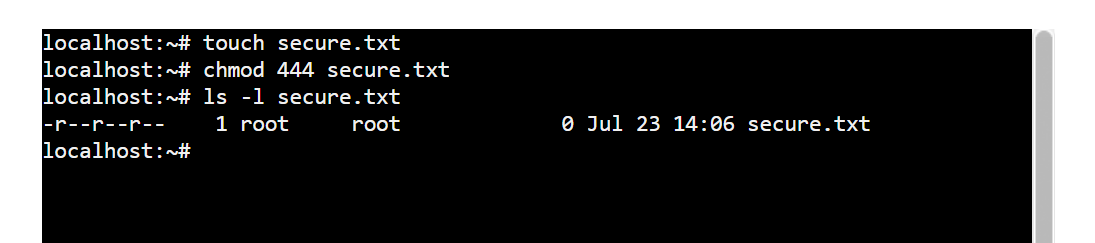 localhost:~# touch secure.txt
localhost:~# chmod 444 secure.txt
localhost:~# ls -l secure.txt
-r--r--r--    1 root     root             0 Jul 23 14:06 secure.txt
localhost:~#